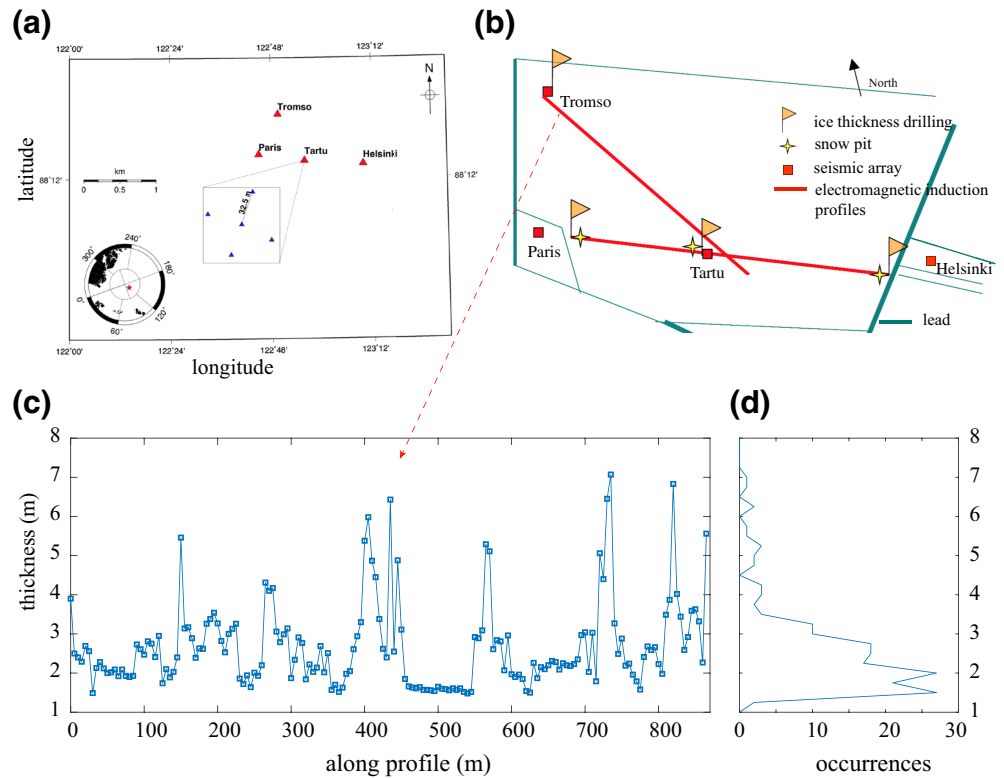 (a)
122˚00'
122˚24'
122˚48'
123˚12'
N
Tromso
Paris
Tartu
Helsinki
km
0 0.5 1
32.5 m
88˚12'
88˚12'
latitude
240˚
300˚
180˚
0˚
120˚
60˚
122˚00'
122˚24'
122˚48'
123˚12'
longitude
(b)
North
Tromso
ice thickness drilling
snow pit
seismic array
electromagnetic induction
profiles
Paris
Tartu
Helsinki
lead
(c)
thickness (m)
8
7
6
5
4
3
2
1
0 100 200 300 400 500 600 700 800
along profile (m)
(d)
8
7
6
5
4
3
2
1
0 10 20 30
occurrences